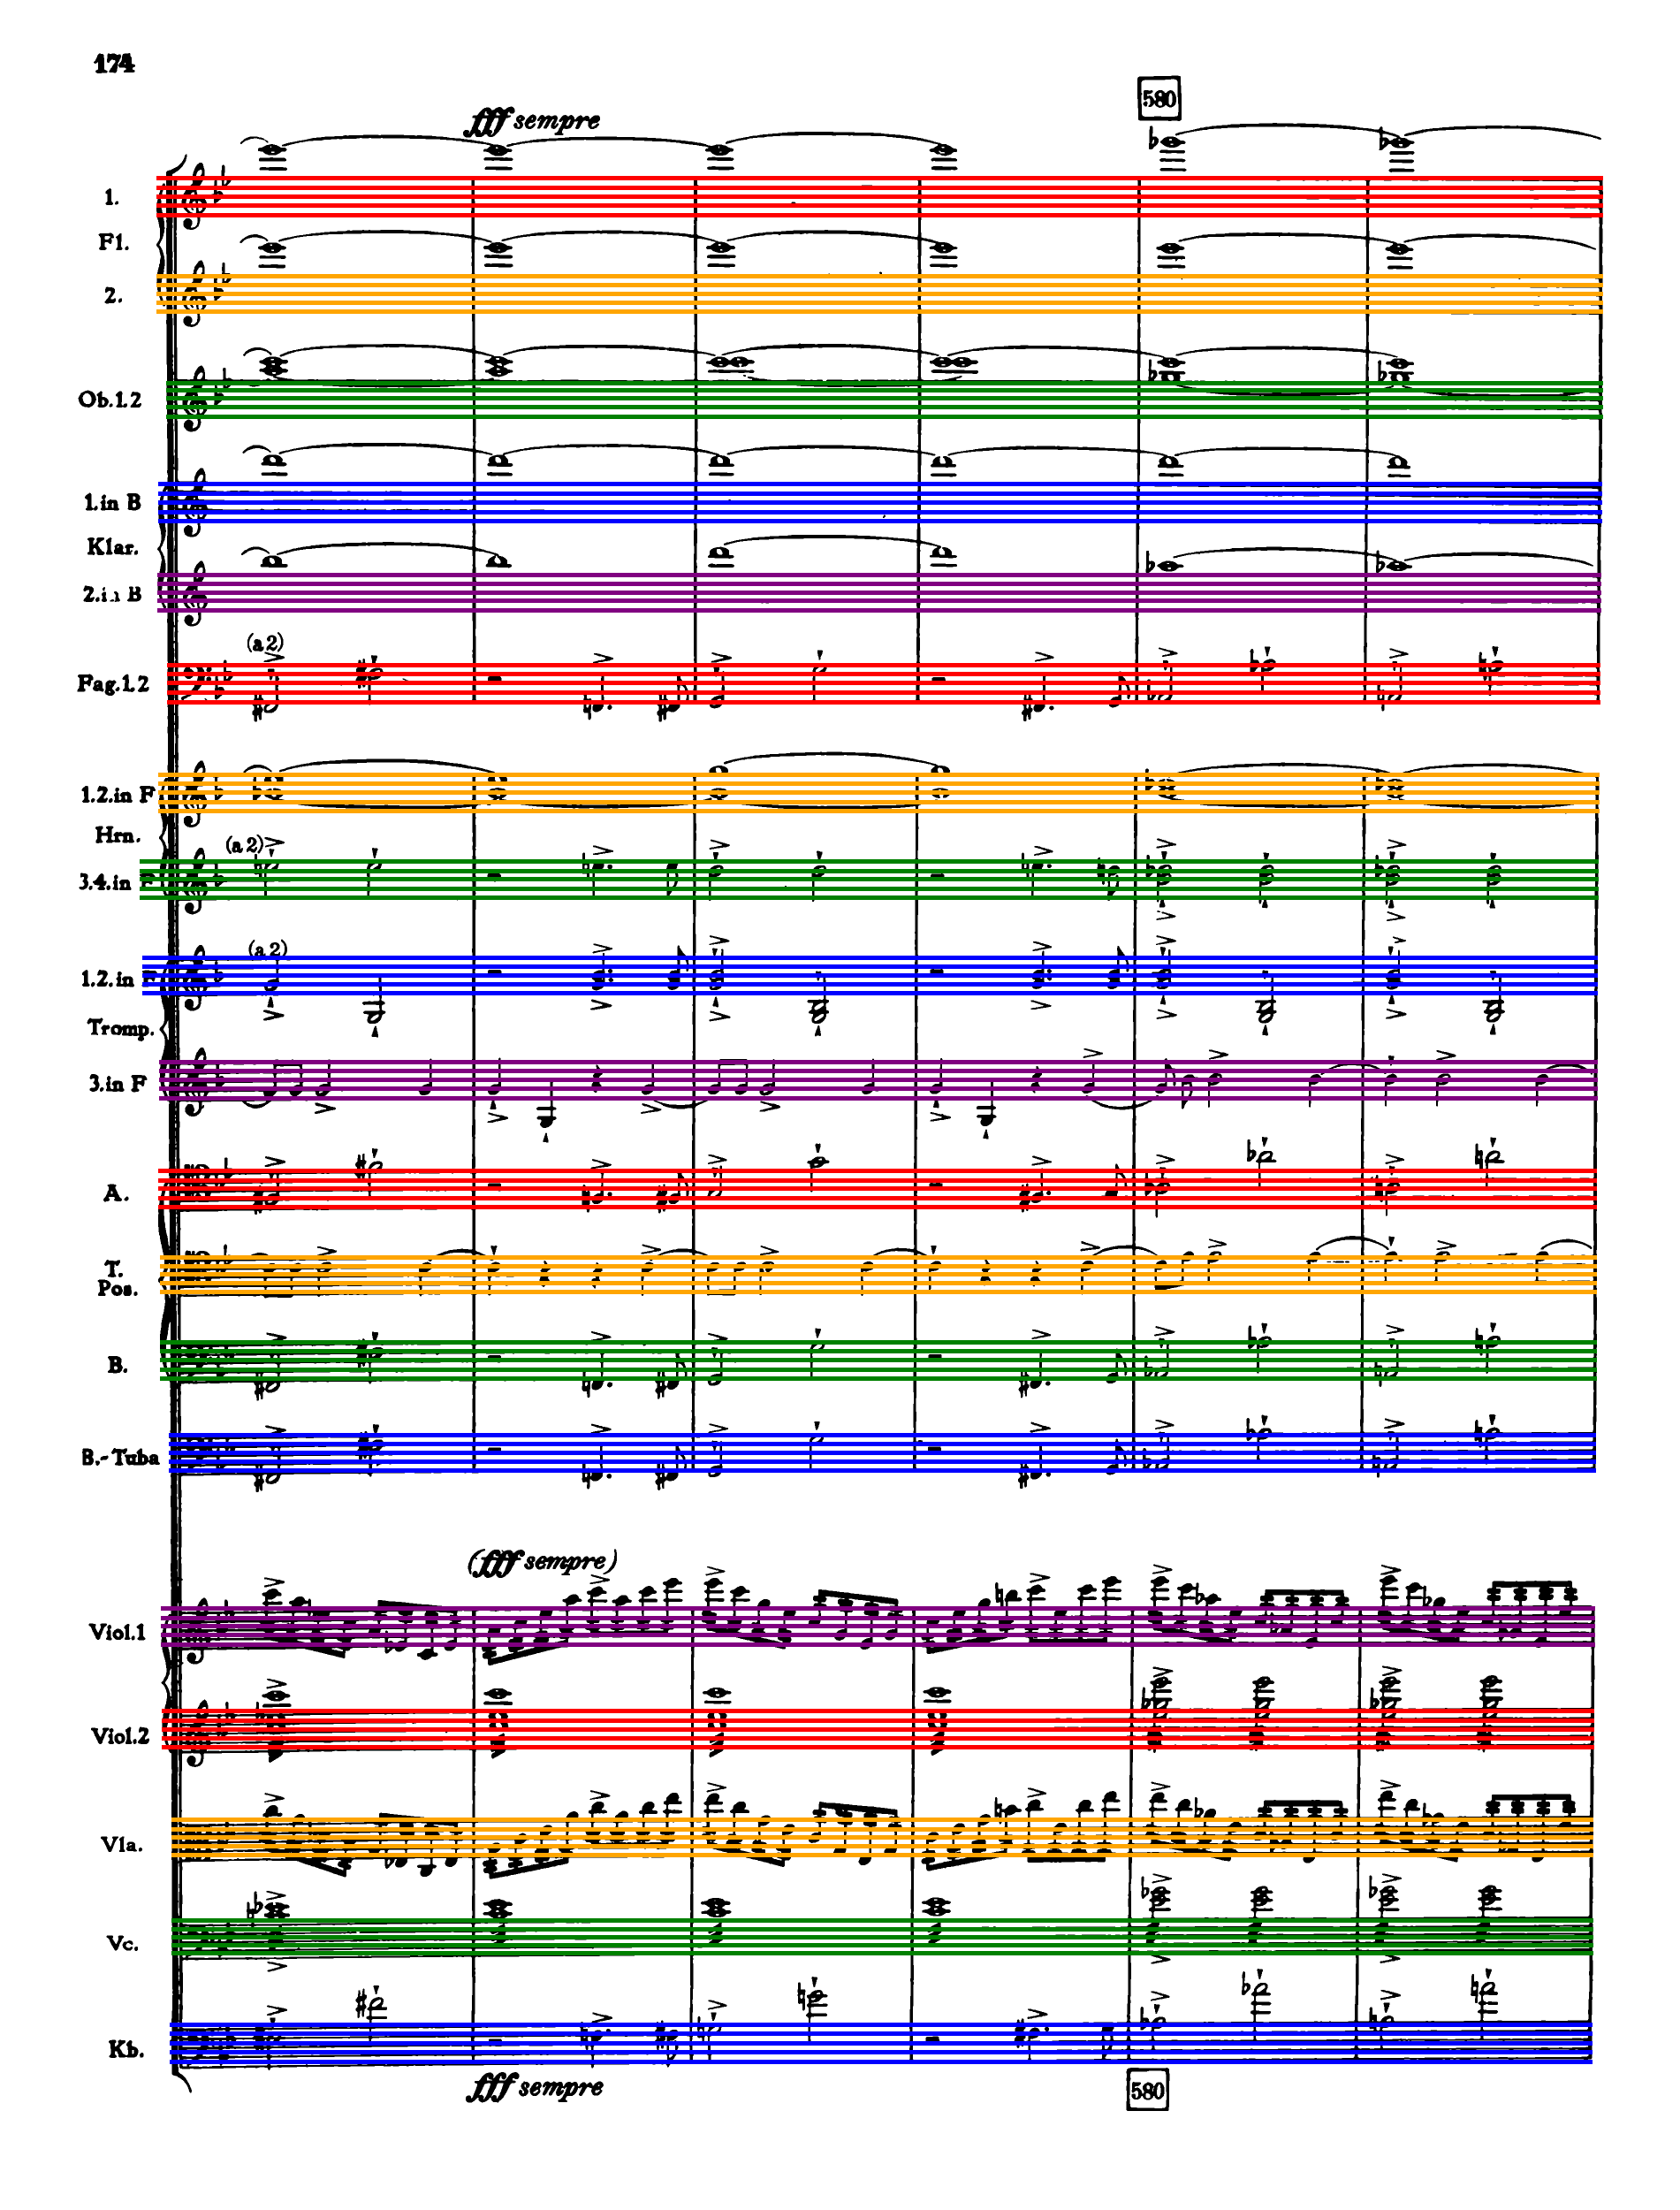 174
fff sempre
580
1.
Fl.
2.
Ob.1.2
1.in B
Klar.
2.in B
(a 2)
Fag.1.2
1.2.in F
Hrn.
(a 2)
3.4.in F
(a 2)
1.2.in F
Tromp.
3.in F
A.
T.
Pos.
B.
B.-Tuba
(fff sempre)
Viol.1
Viol.2
Vla.
Vc.
Kb.
fff sempre
580